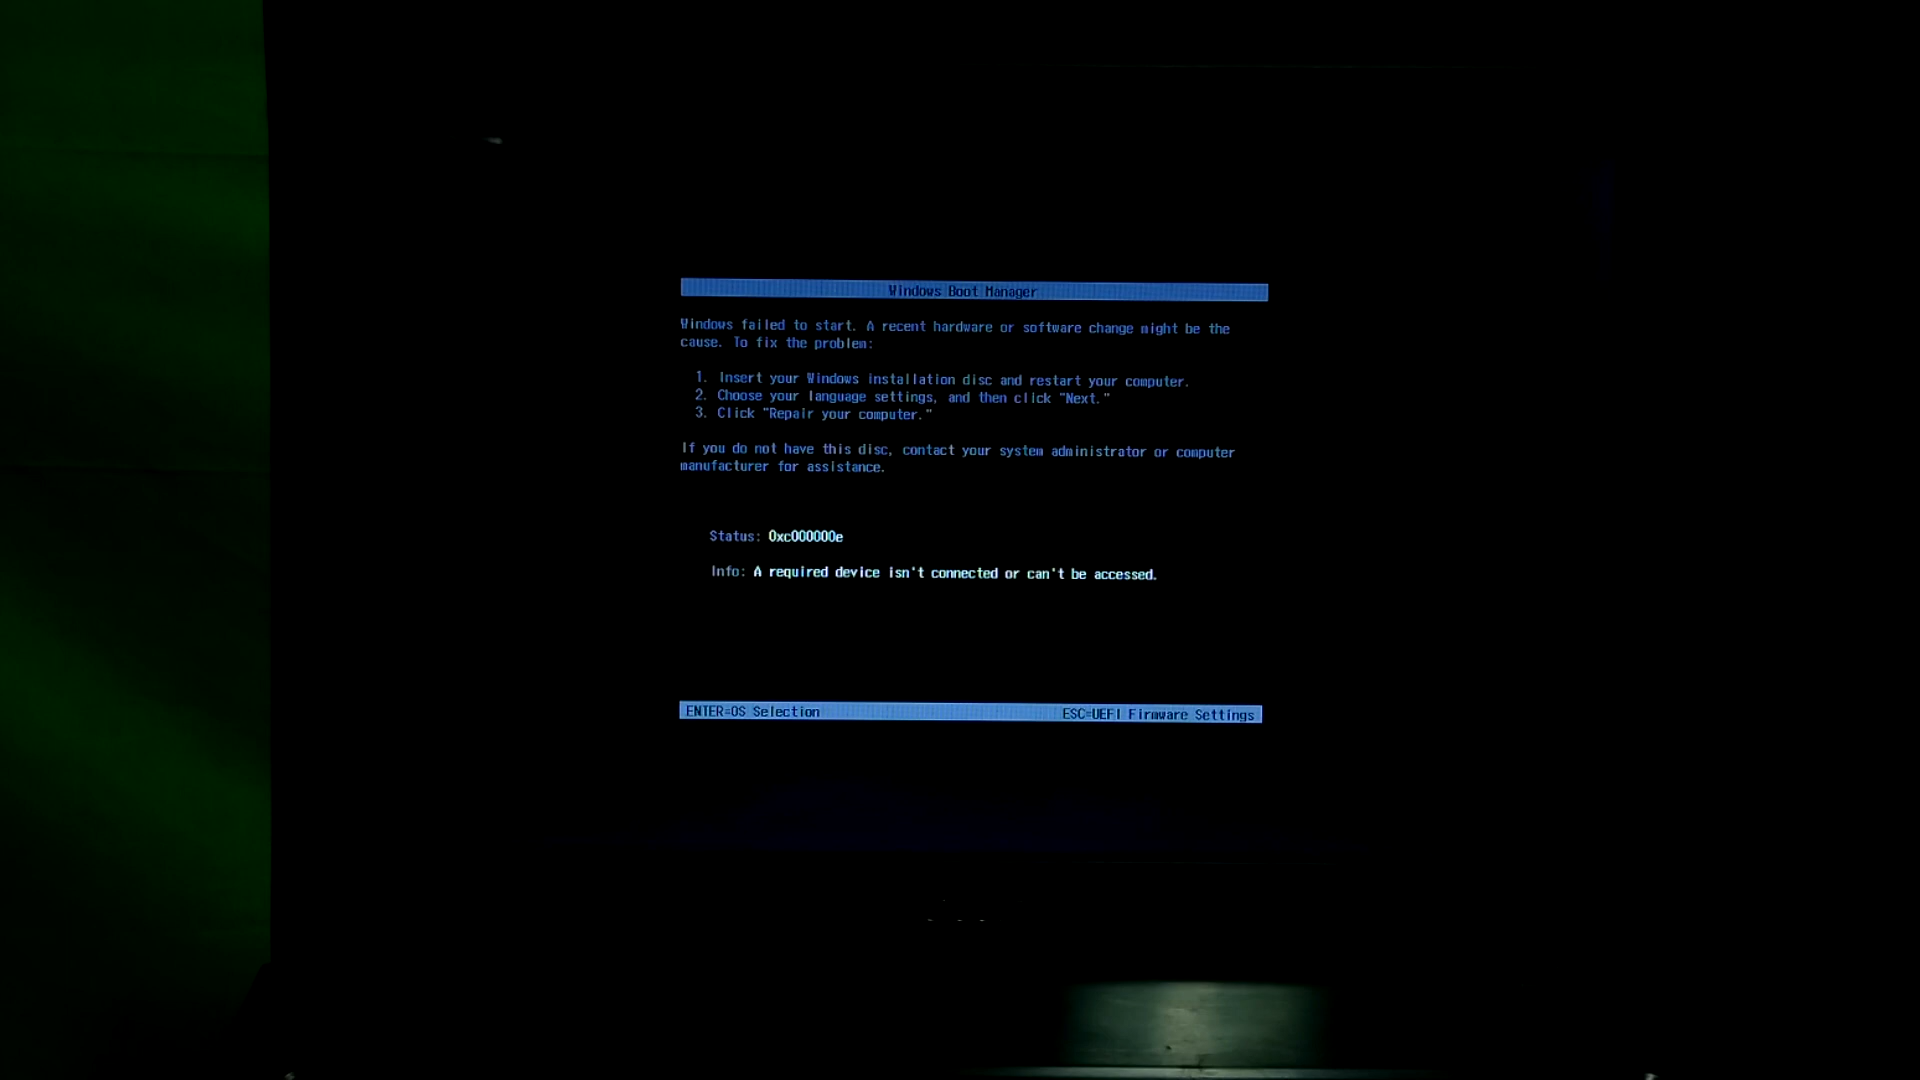 Windows Boot Manager
Windows failed to start. A recent hardware or software change might be the
cause. To fix the problem:
1. Insert your Windows installation disc and restart your computer.
2. Choose your language settings, and then click "Next."
3. Click "Repair your computer."
If you do not have this disc, contact your system administrator or computer
manufacturer for assistance.
Status: 0xc000000e
Info: A required device isn't connected or can't be accessed.
ENTER=OS Selection ESC=UEFI Firmware Settings